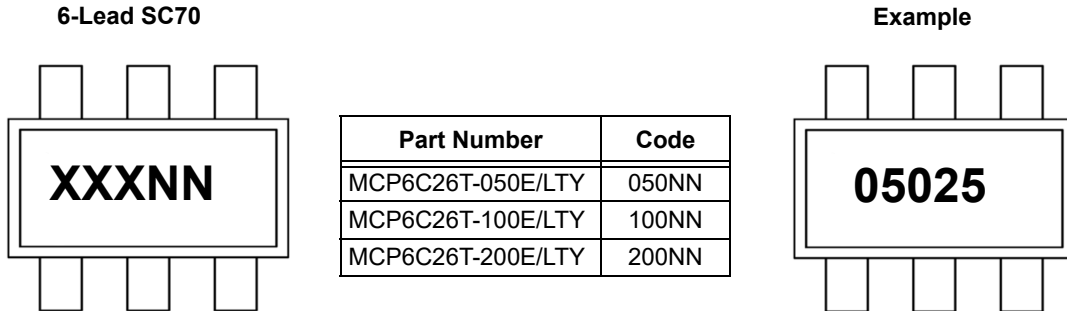 6-Lead SC70
Example
XXXNN
Part Number Code
MCP6C26T-050E/LTY 050NN
MCP6C26T-100E/LTY 100NN
MCP6C26T-200E/LTY 200NN
05025